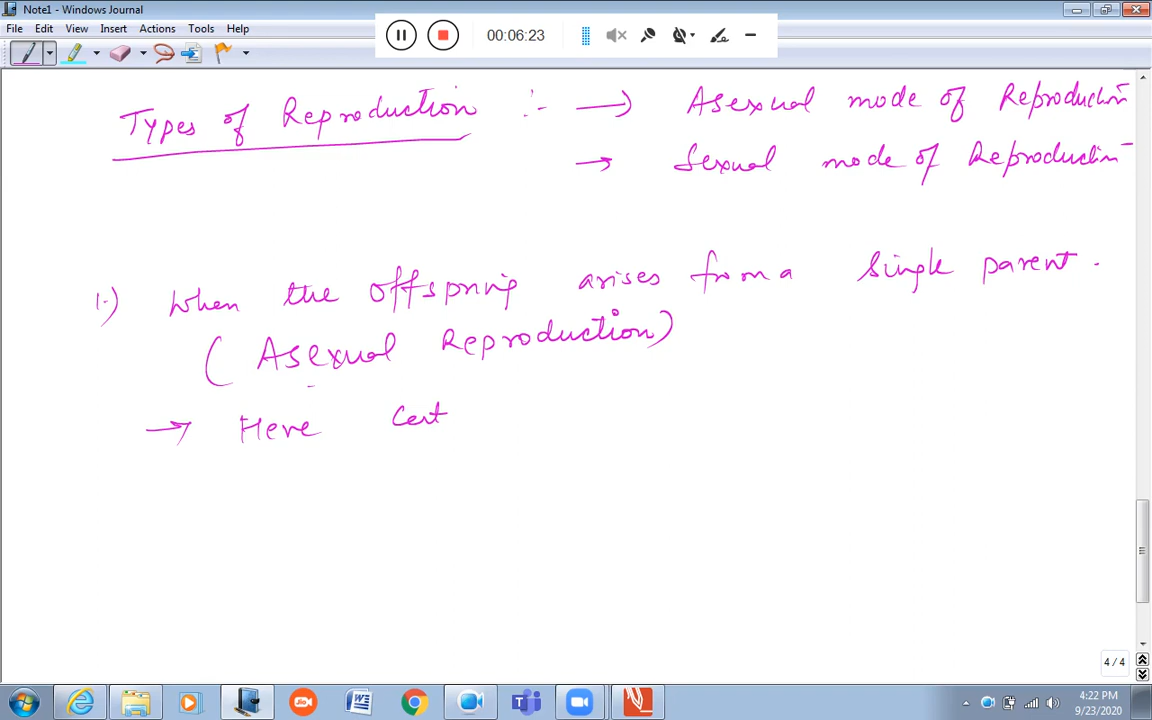 Note1 - Windows Journal
File Edit View Insert Actions Tools Help
00:06:23
Types of Reproduction :- → Asexual mode of Reproduction
→ Sexual mode of Reproduction
1.) When the offspring arises from a single parent.
(Asexual Reproduction)
→ Here cert
4 / 4
4:22 PM
9/23/2020